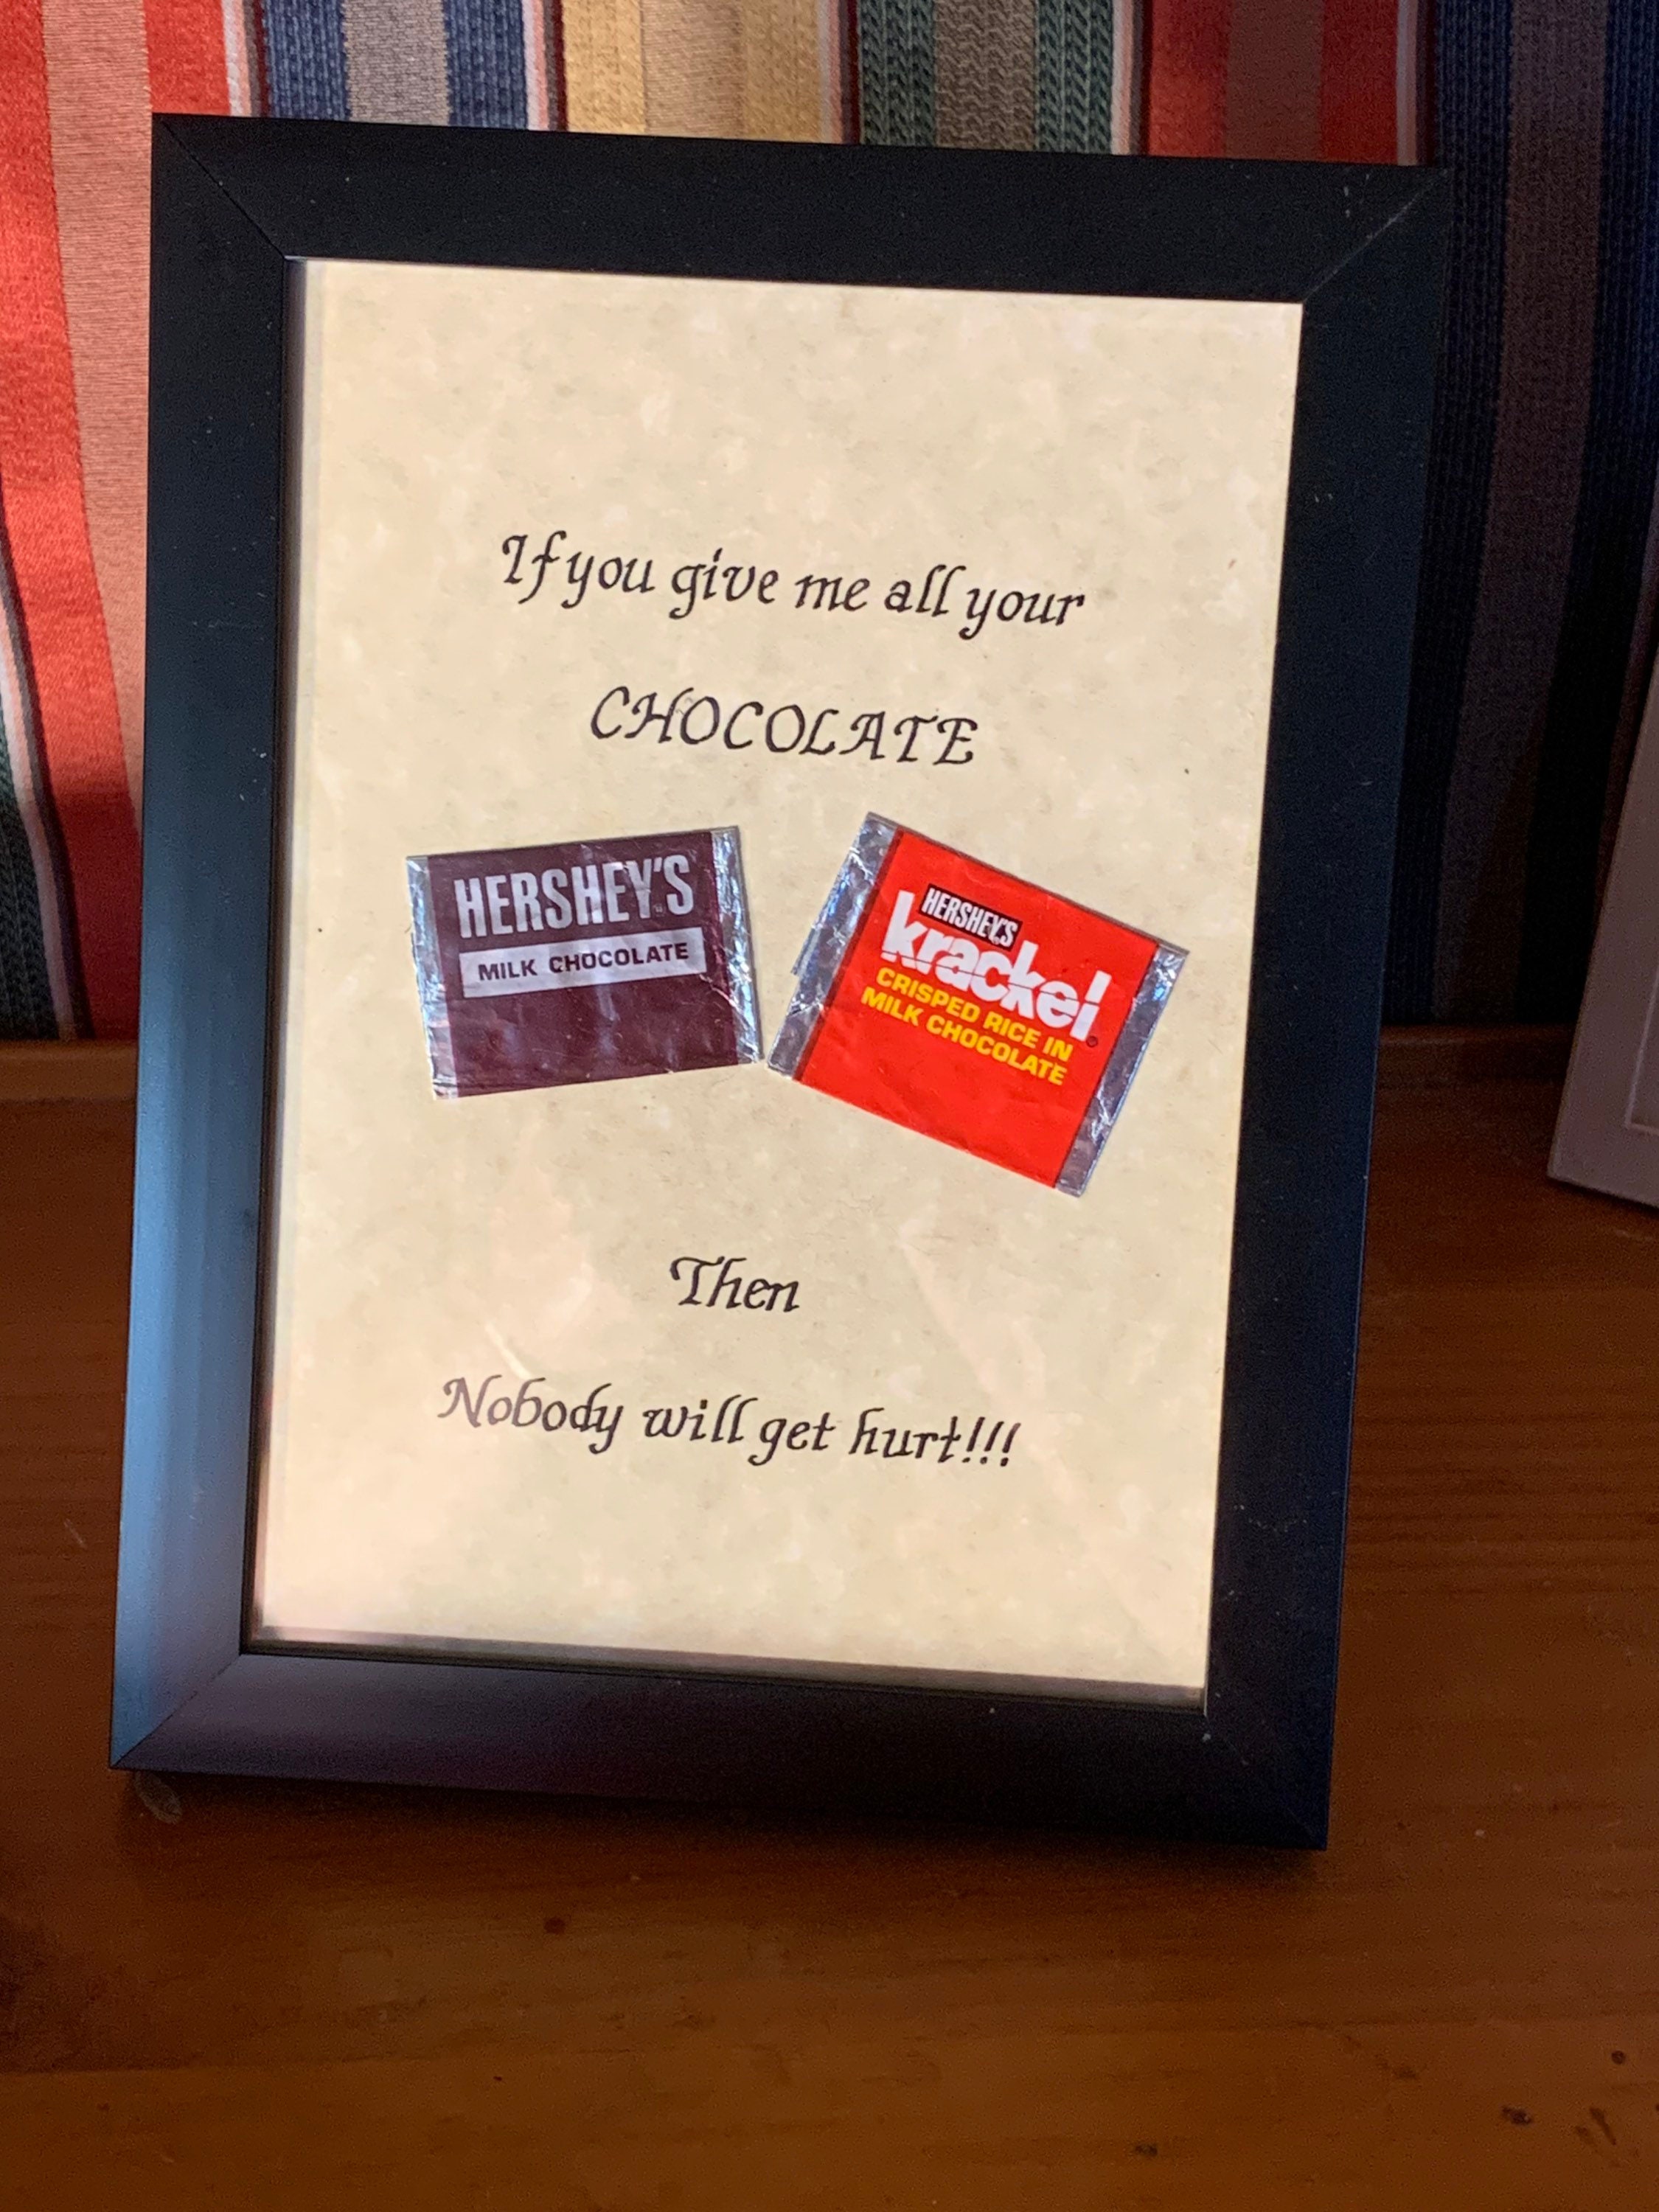 If you give me all your
CHOCOLATE
HERSHEY'S
MILK CHOCOLATE
HERSHEY'S
krackel®
CRISPED RICE IN
MILK CHOCOLATE
Then
Nobody will get hurt!!!